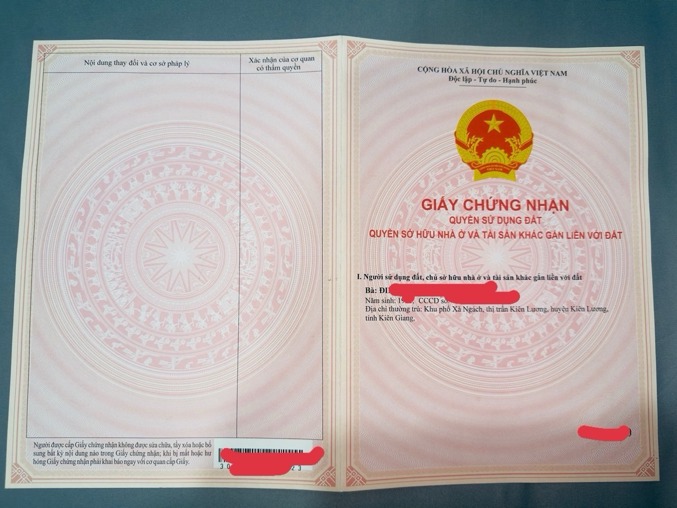 Nội dung thay đổi và cơ sở pháp lý
Xác nhận của cơ quan
có thẩm quyền
Người được cấp Giấy chứng nhận không được sửa chữa, tẩy xóa hoặc bổ
sung bất kỳ nội dung nào trong Giấy chứng nhận; khi bị mất hoặc hư
hỏng Giấy chứng nhận phải khai báo ngay với cơ quan cấp Giấy.
CỘNG HÒA XÃ HỘI CHỦ NGHĨA VIỆT NAM
Độc lập - Tự do - Hạnh phúc
GIẤY CHỨNG NHẬN
QUYỀN SỬ DỤNG ĐẤT
QUYỀN SỞ HỮU NHÀ Ở VÀ TÀI SẢN KHÁC GẮN LIỀN VỚI ĐẤT
I. Người sử dụng đất, chủ sở hữu nhà ở và tài sản khác gắn liền với đất
Bà:
Năm sinh: CCCD
Địa chỉ thường trú: Khu phố Xà Ngách, thị trấn Kiên Lương, huyện Kiên Lương,
tỉnh Kiên Giang.